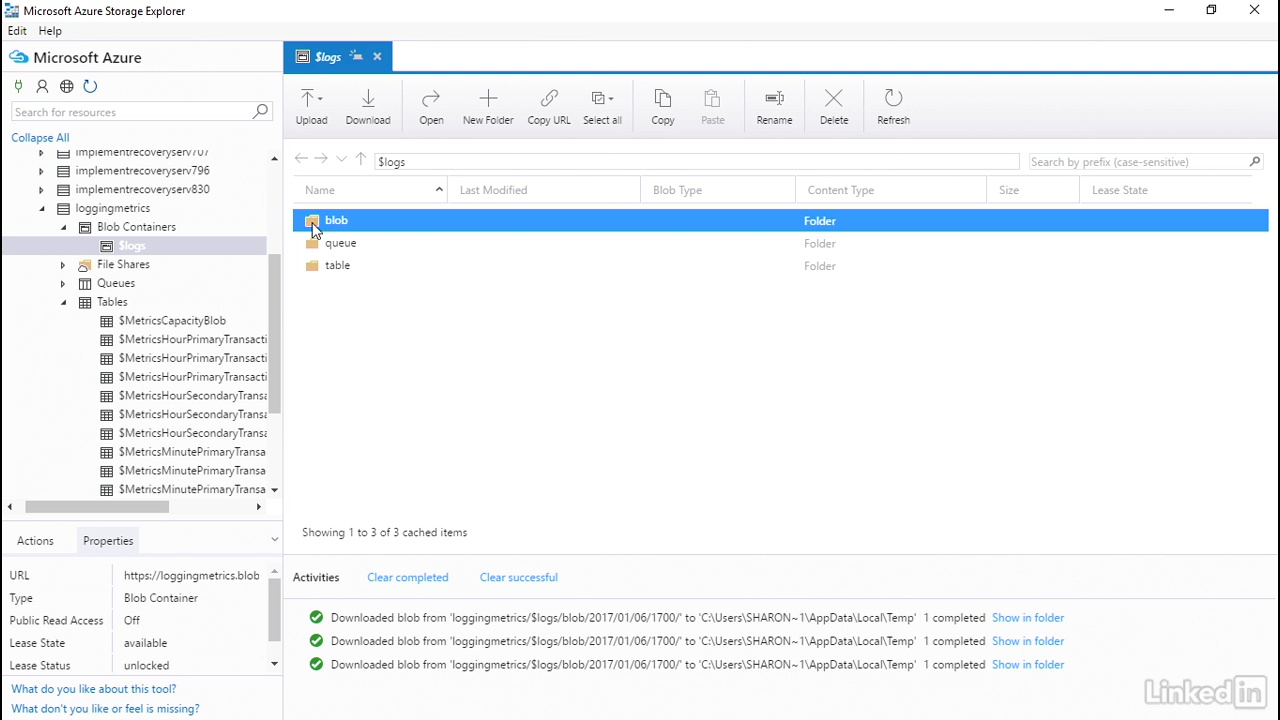 Microsoft Azure Storage Explorer
Edit Help
Microsoft Azure
Search for resources
Collapse All
implementrecoveryserv707
implementrecoveryserv796
implementrecoveryserv830
loggingmetrics
Blob Containers
$logs
File Shares
Queues
Tables
$MetricsCapacityBlob
$MetricsHourPrimaryTransacti
$MetricsHourPrimaryTransacti
$MetricsHourPrimaryTransacti
$MetricsHourSecondaryTransa
$MetricsHourSecondaryTransa
$MetricsHourSecondaryTransa
$MetricsMinutePrimaryTransa
$MetricsMinutePrimaryTransa
$MetricsMinutePrimaryTransa
Actions Properties
URL https://loggingmetrics.blob
Type Blob Container
Public Read Access Off
Lease State available
Lease Status unlocked
What do you like about this tool?
What don't you like or feel is missing?
$logs
Upload Download Open New Folder Copy URL Select all Copy Paste Rename Delete Refresh
$logs Search by prefix (case-sensitive)
Name Last Modified Blob Type Content Type Size Lease State
blob Folder
queue Folder
table Folder
Showing 1 to 3 of 3 cached items
Activities Clear completed Clear successful
Downloaded blob from 'loggingmetrics/$logs/blob/2017/01/06/1700/' to 'C:\Users\SHARON~1\AppData\Local\Temp' 1 completed Show in folder
Downloaded blob from 'loggingmetrics/$logs/blob/2017/01/06/1700/' to 'C:\Users\SHARON~1\AppData\Local\Temp' 1 completed Show in folder
Downloaded blob from 'loggingmetrics/$logs/blob/2017/01/06/1700/' to 'C:\Users\SHARON~1\AppData\Local\Temp' 1 completed Show in folder
LinkedIn